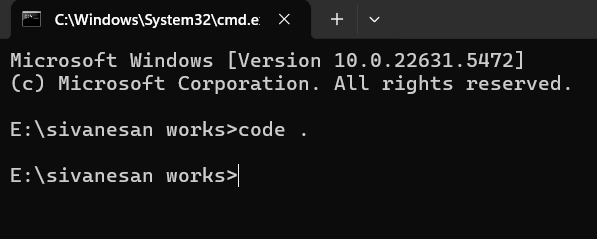 C:\Windows\System32\cmd.e
Microsoft Windows [Version 10.0.22631.5472]
(c) Microsoft Corporation. All rights reserved.
E:\sivanesan works>code .
E:\sivanesan works>